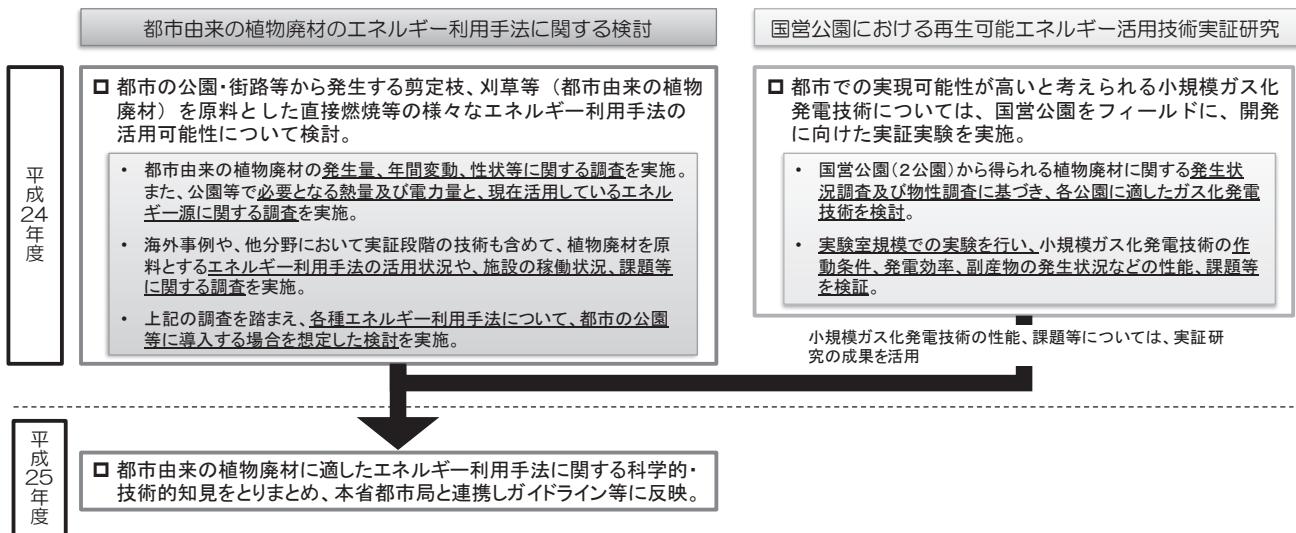 都市由来の植物廃材のエネルギー利用手法に関する検討
国営公園における再生可能エネルギー活用技術実証研究
平成24年度
都市の公園・街路等から発生する剪定枝、刈草等（都市由来の植物
廃材）を原料とした直接燃焼等の様々なエネルギー利用手法の
活用可能性について検討。
・ 都市由来の植物廃材の発生量、年間変動、性状等に関する調査を実施。
また、公園等で必要となる熱量及び電力量と、現在活用しているエネル
ギー源に関する調査を実施。
・ 海外事例や、他分野において実証段階の技術も含めて、植物廃材を原
料とするエネルギー利用手法の活用状況や、施設の稼働状況、課題等
に関する調査を実施。
・ 上記の調査を踏まえ、各種エネルギー利用手法について、都市の公園
等に導入する場合を想定した検討を実施。
都市での実現可能性が高いと考えられる小規模ガス化
発電技術については、国営公園をフィールドに、開発
に向けた実証実験を実施。
・ 国営公園（２公園）から得られる植物廃材に関する発生状
況調査及び物性調査に基づき、各公園に適したガス化発電
技術を検討。
・ 実験室規模での実験を行い、小規模ガス化発電技術の作
動条件、発電効率、副産物の発生状況などの性能、課題等
を検証。
小規模ガス化発電技術の性能、課題等については、実証研
究の成果を活用
平成25年度
都市由来の植物廃材に適したエネルギー利用手法に関する科学的・
技術的知見をとりまとめ、本省都市局と連携しガイドライン等に反映。